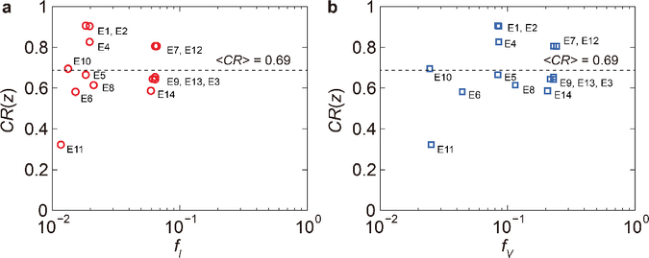 a
b
1
0.8
0.6
0.4
0.2
0
CR(z)
E1, E2
E4
E7, E12
<CR> = 0.69
E10
E5
E9, E13, E3
E6
E8
E14
E11
10⁻²
10⁻¹
10⁰
f_I
1
0.8
0.6
0.4
0.2
0
CR(z)
E1, E2
E4
E7, E12
<CR> = 0.69
E10
E5
E9, E13, E3
E6
E8
E14
E11
10⁻²
10⁻¹
10⁰
f_V